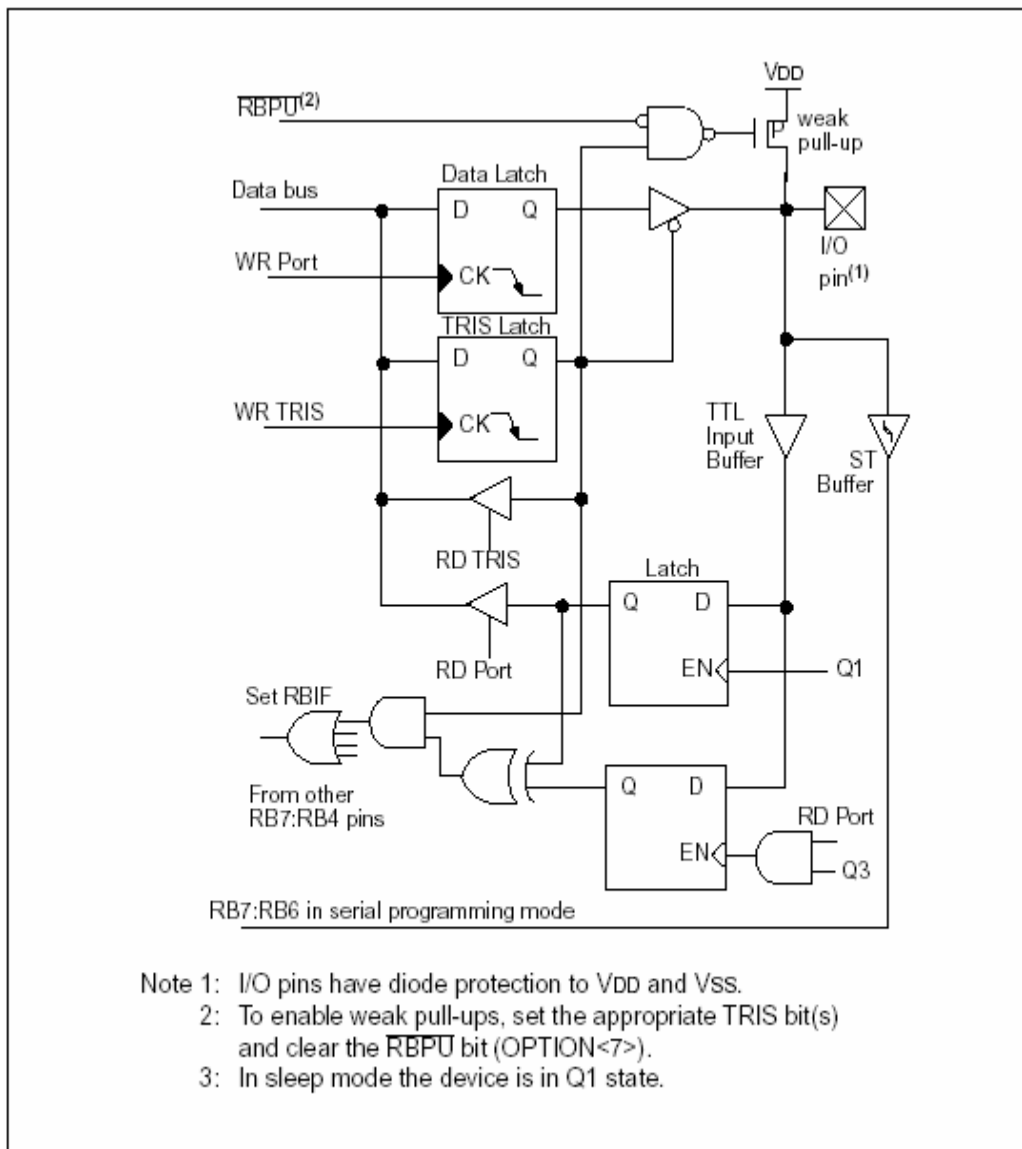 VDD
RBPU(2)
weak
pull-up
P
Data Latch
Data bus
D Q
I/O
pin(1)
WR Port
CK
TRIS Latch
D Q
WR TRIS
CK
TTL
Input
Buffer
ST
Buffer
RD TRIS
Latch
Q D
RD Port
EN
Q1
Set RBIF
Q D
From other
RB7:RB4 pins
RD Port
EN
Q3
RB7:RB6 in serial programming mode
Note 1: I/O pins have diode protection to VDD and VSS.
2: To enable weak pull-ups, set the appropriate TRIS bit(s)
and clear the RBPU bit (OPTION<7>).
3: In sleep mode the device is in Q1 state.